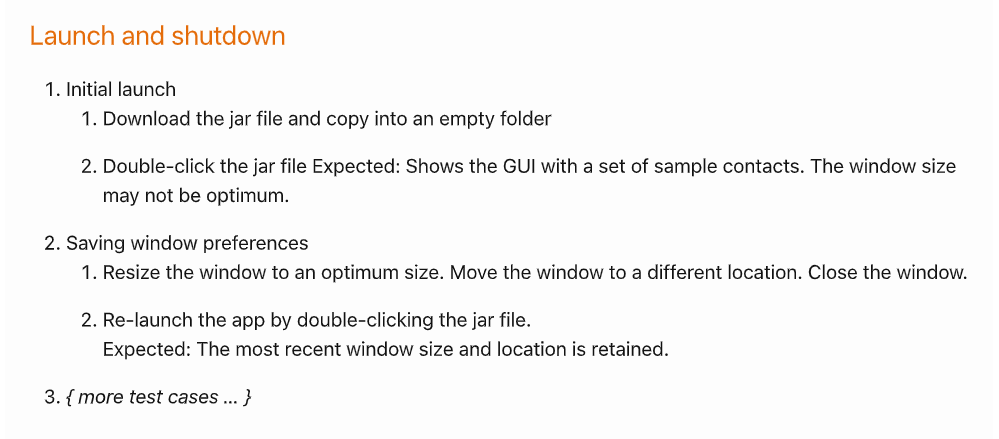 Launch and shutdown
1. Initial launch
1. Download the jar file and copy into an empty folder
2. Double-click the jar file Expected: Shows the GUI with a set of sample contacts. The window size
may not be optimum.
2. Saving window preferences
1. Resize the window to an optimum size. Move the window to a different location. Close the window.
2. Re-launch the app by double-clicking the jar file.
Expected: The most recent window size and location is retained.
3. { more test cases … }